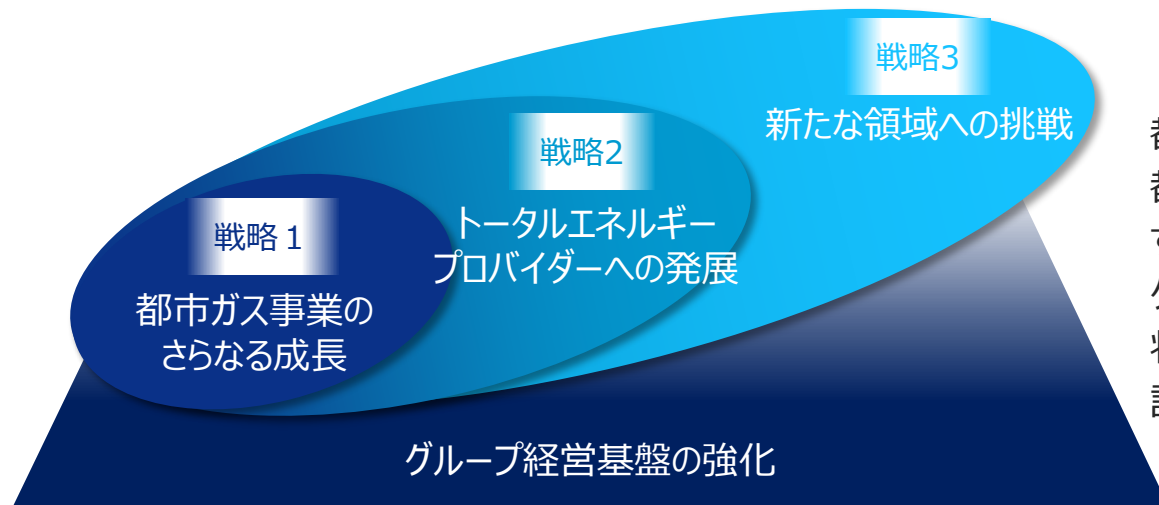 戦略3
新たな領域への挑戦
戦略2
トータルエネルギー
プロバイダーへの発展
戦略１
都市ガス事業の
さらなる成長
グループ経営基盤の強化